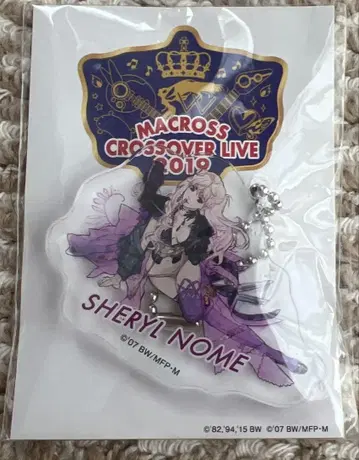 MACROSS
CROSSOVER LIVE
2019
SHERYL NOME
©'07 BW/MFP-M
©'82,'94,'15 BW ©'07 BW/MFP-M